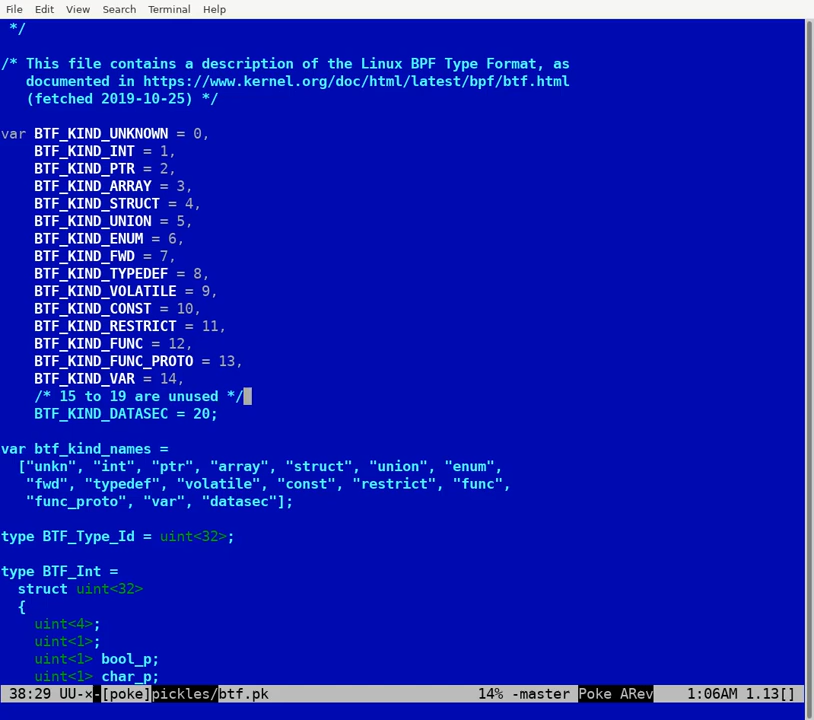 File Edit View Search Terminal Help
*/
/* This file contains a description of the Linux BPF Type Format, as
documented in https://www.kernel.org/doc/html/latest/bpf/btf.html
(fetched 2019-10-25) */
var BTF_KIND_UNKNOWN = 0,
BTF_KIND_INT = 1,
BTF_KIND_PTR = 2,
BTF_KIND_ARRAY = 3,
BTF_KIND_STRUCT = 4,
BTF_KIND_UNION = 5,
BTF_KIND_ENUM = 6,
BTF_KIND_FWD = 7,
BTF_KIND_TYPEDEF = 8,
BTF_KIND_VOLATILE = 9,
BTF_KIND_CONST = 10,
BTF_KIND_RESTRICT = 11,
BTF_KIND_FUNC = 12,
BTF_KIND_FUNC_PROTO = 13,
BTF_KIND_VAR = 14,
/* 15 to 19 are unused */
BTF_KIND_DATASEC = 20;
var btf_kind_names =
["unkn", "int", "ptr", "array", "struct", "union", "enum",
"fwd", "typedef", "volatile", "const", "restrict", "func",
"func_proto", "var", "datasec"];
type BTF_Type_Id = uint<32>;
type BTF_Int =
struct uint<32>
{
uint<4>;
uint<1>;
uint<1> bool_p;
uint<1> char_p;
38:29 UU-×-[poke]pickles/btf.pk 14% -master Poke ARev 1:06AM 1.13[]